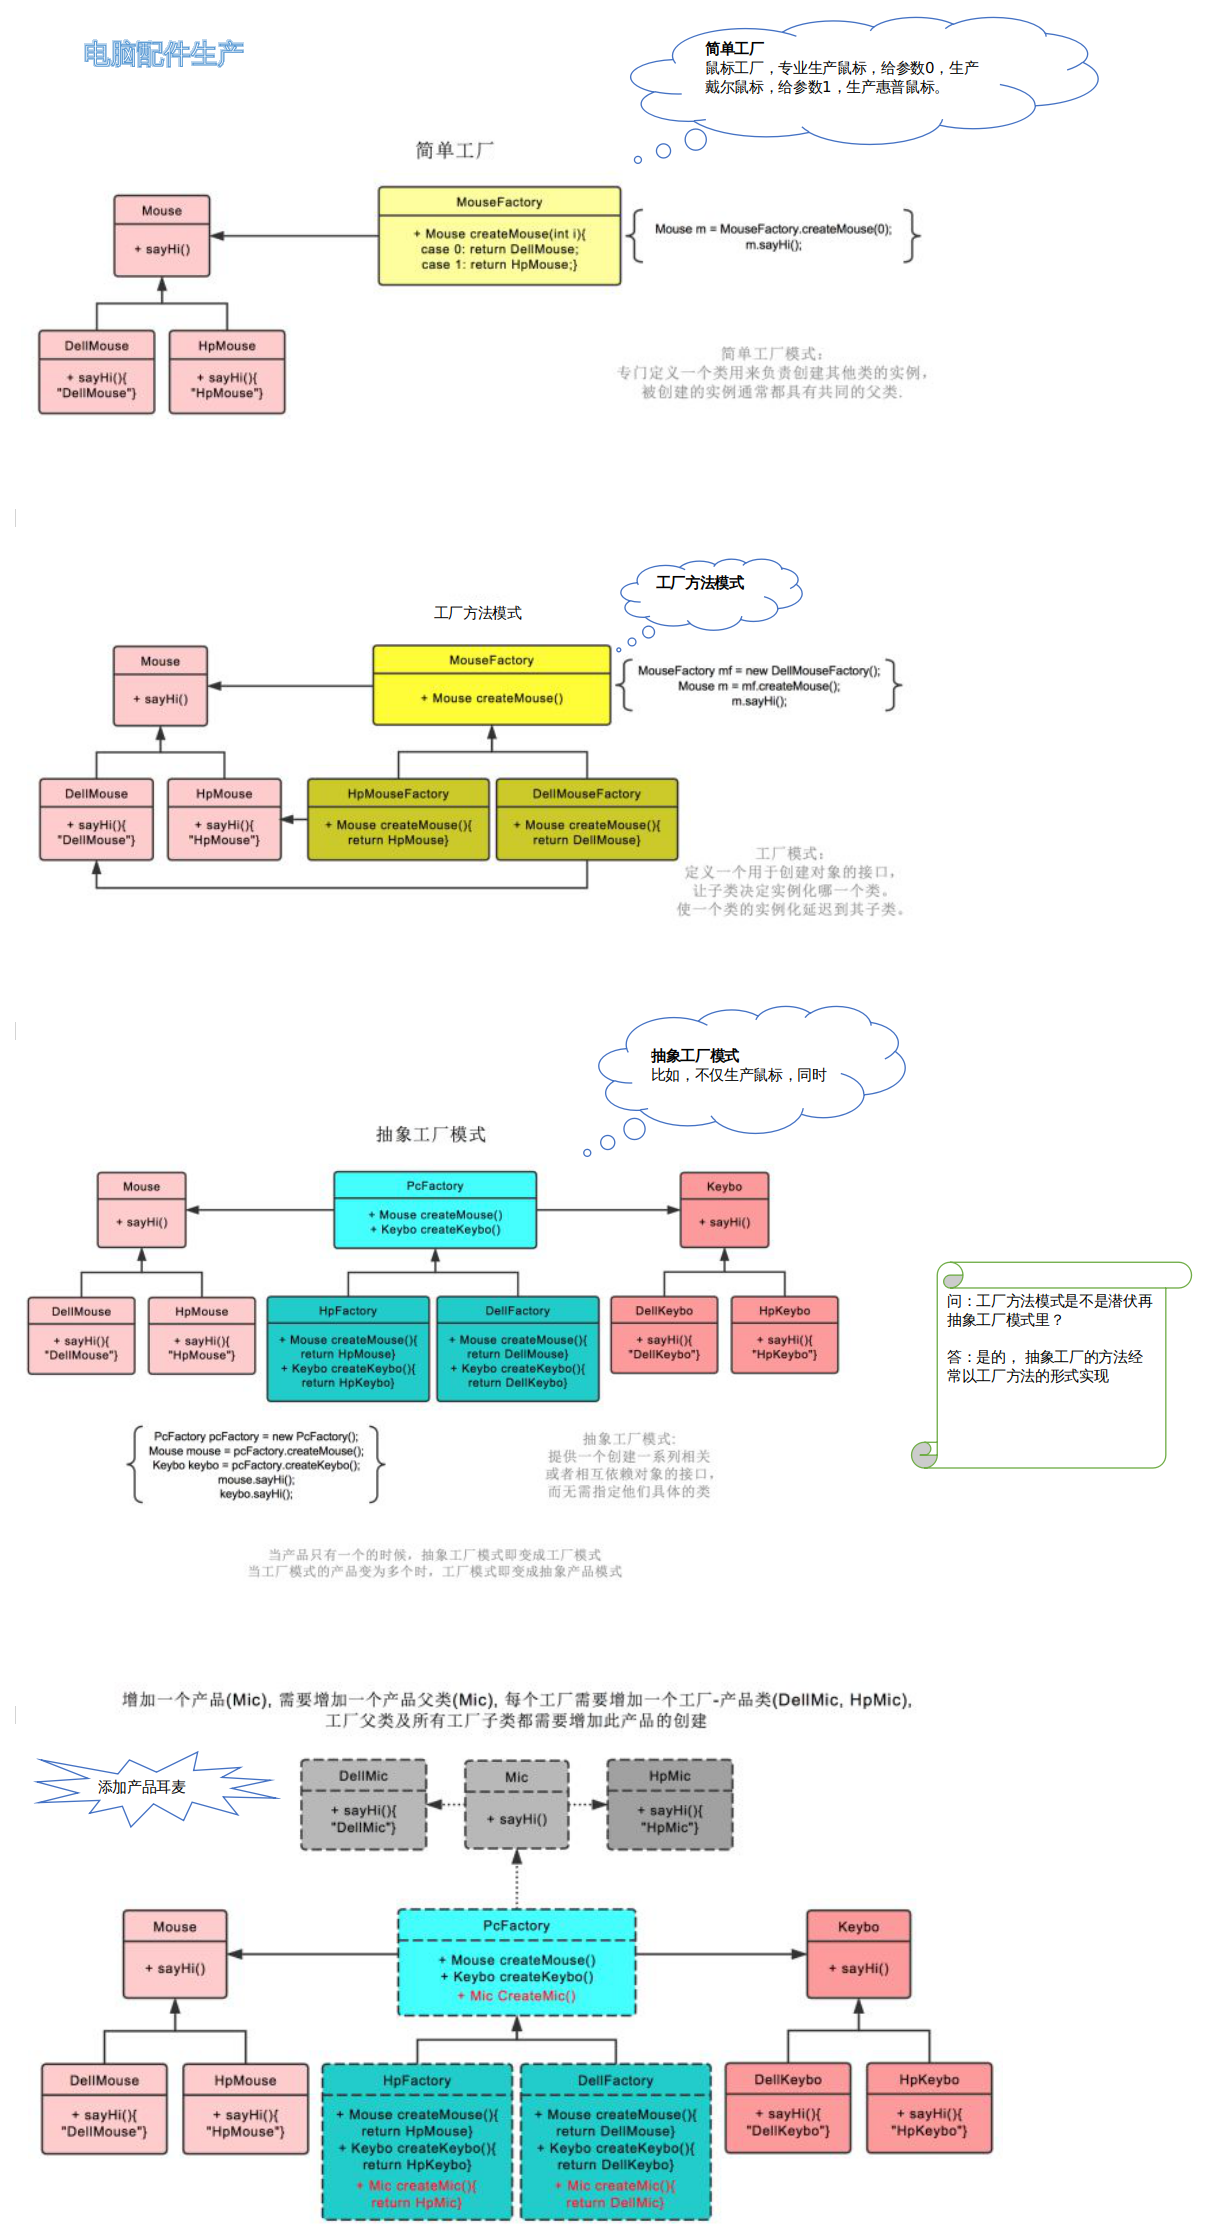 电脑配件生产
简单工厂
鼠标工厂，专业生产鼠标，给参数0，生产
戴尔鼠标，给参数1，生产惠普鼠标。
简单工厂
Mouse
+ sayHi()
MouseFactory
+ Mouse createMouse(int i){
case 0: return DellMouse;
case 1: return HpMouse;}
Mouse m = MouseFactory.createMouse(0);
m.sayHi();
DellMouse
+ sayHi(){
"DellMouse"}
HpMouse
+ sayHi(){
"HpMouse"}
简单工厂模式：
专门定义一个类用来负责创建其他类的实例，
被创建的实例通常都具有共同的父类.
工厂方法模式
工厂方法模式
Mouse
+ sayHi()
MouseFactory
+ Mouse createMouse()
MouseFactory mf = new DellMouseFactory();
Mouse m = mf.createMouse();
m.sayHi();
DellMouse
+ sayHi(){
"DellMouse"}
HpMouse
+ sayHi(){
"HpMouse"}
HpMouseFactory
+ Mouse createMouse(){
return HpMouse}
DellMouseFactory
+ Mouse createMouse(){
return DellMouse}
工厂模式：
定义一个用于创建对象的接口，
让子类决定实例化哪一个类。
使一个类的实例化延迟到其子类。
抽象工厂模式
比如，不仅生产鼠标，同时
抽象工厂模式
Mouse
+ sayHi()
PcFactory
+ Mouse createMouse()
+ Keybo createKeybo()
Keybo
+ sayHi()
DellMouse
+ sayHi(){
"DellMouse"}
HpMouse
+ sayHi(){
"HpMouse"}
HpFactory
+ Mouse createMouse(){
return HpMouse}
+ Keybo createKeybo(){
return HpKeybo}
DellFactory
+ Mouse createMouse(){
return DellMouse}
+ Keybo createKeybo(){
return DellKeybo}
DellKeybo
+ sayHi(){
"DellKeybo"}
HpKeybo
+ sayHi(){
"HpKeybo"}
问：工厂方法模式是不是潜伏再
抽象工厂模式里？
答：是的， 抽象工厂的方法经
常以工厂方法的形式实现
PcFactory pcFactory = new PcFactory();
Mouse mouse = pcFactory.createMouse();
Keybo keybo = pcFactory.createKeybo();
mouse.sayHi();
keybo.sayHi();
抽象工厂模式:
提供一个创建一系列相关
或者相互依赖对象的接口，
而无需指定他们具体的类
当产品只有一个的时候，抽象工厂模式即变成工厂模式
当工厂模式的产品变为多个时，工厂模式即变成抽象产品模式
增加一个产品(Mic), 需要增加一个产品父类(Mic), 每个工厂需要增加一个工厂-产品类(DellMic, HpMic),
工厂父类及所有工厂子类都需要增加此产品的创建
添加产品耳麦
DellMic
+ sayHi(){
"DellMic"}
Mic
+ sayHi()
HpMic
+ sayHi(){
"HpMic"}
Mouse
+ sayHi()
PcFactory
+ Mouse createMouse()
+ Keybo createKeybo()
+ Mic CreateMic()
Keybo
+ sayHi()
DellMouse
+ sayHi(){
"DellMouse"}
HpMouse
+ sayHi(){
"HpMouse"}
HpFactory
+ Mouse createMouse(){
return HpMouse}
+ Keybo createKeybo(){
return HpKeybo}
+ Mic createMic(){
return HpMic}
DellFactory
+ Mouse createMouse(){
return DellMouse}
+ Keybo createKeybo(){
return DellKeybo}
+ Mic createMic(){
return DellMic}
DellKeybo
+ sayHi(){
"DellKeybo"}
HpKeybo
+ sayHi(){
"HpKeybo"}